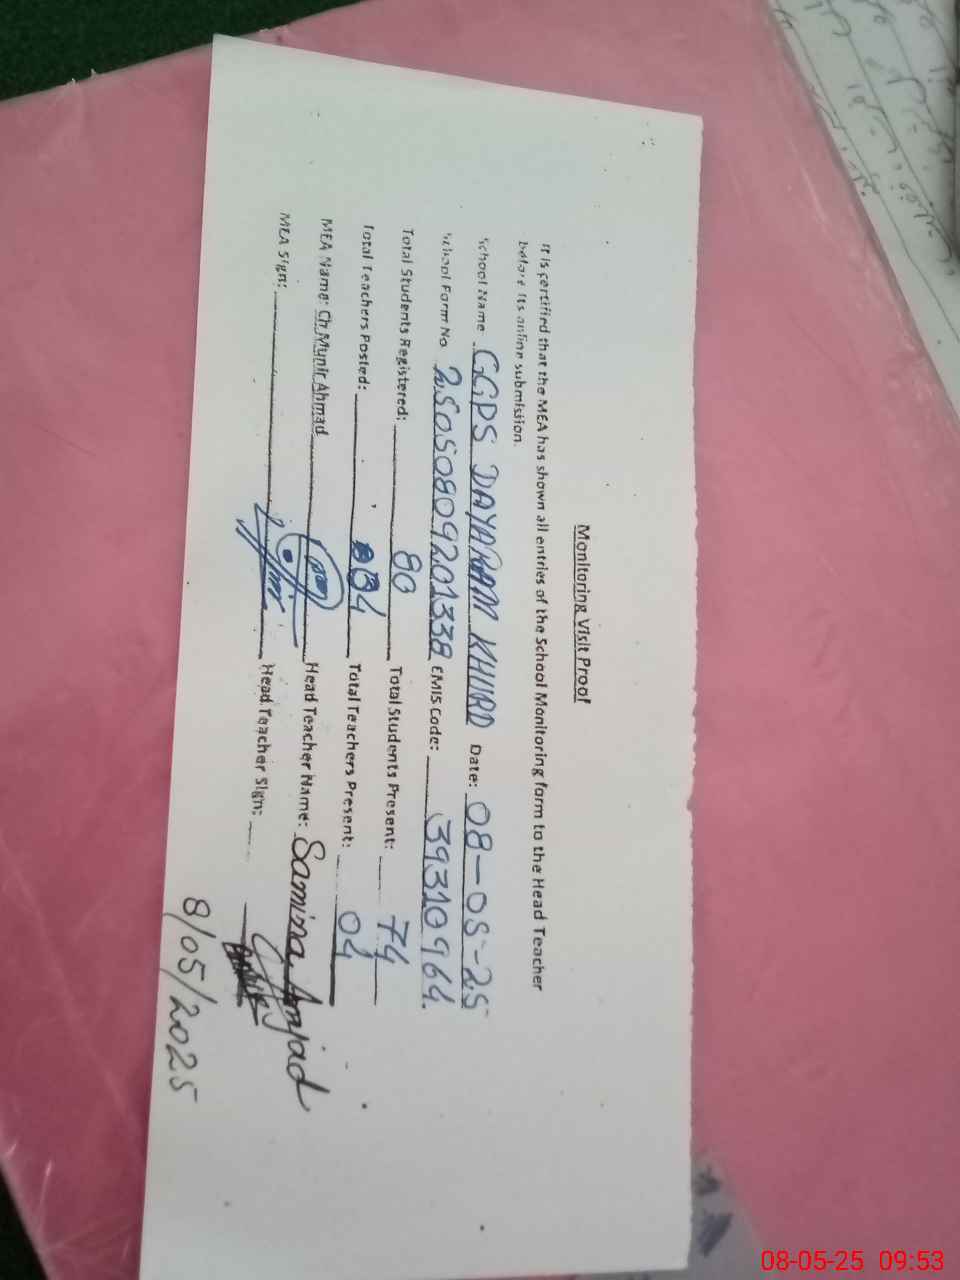 Monitoring Visit Proof
It is certified that the MEA has shown all entries of the School Monitoring form to the Head Teacher
before its online submission.
School Name GGPS DAYARAM KHURD Date: 08-05-25
School Form No 25050809201338 EMIS Code: 39310964.
Total Students Registered: 80 Total Students Present: 74
Total Teachers Posted: 04 Total Teachers Present: 04
MEA Name: Ch.Munir Ahmad Head Teacher Name: Samina Amjad
MEA Sign: Head Teacher Sign:
8/05/2025
08-05-25 09:53